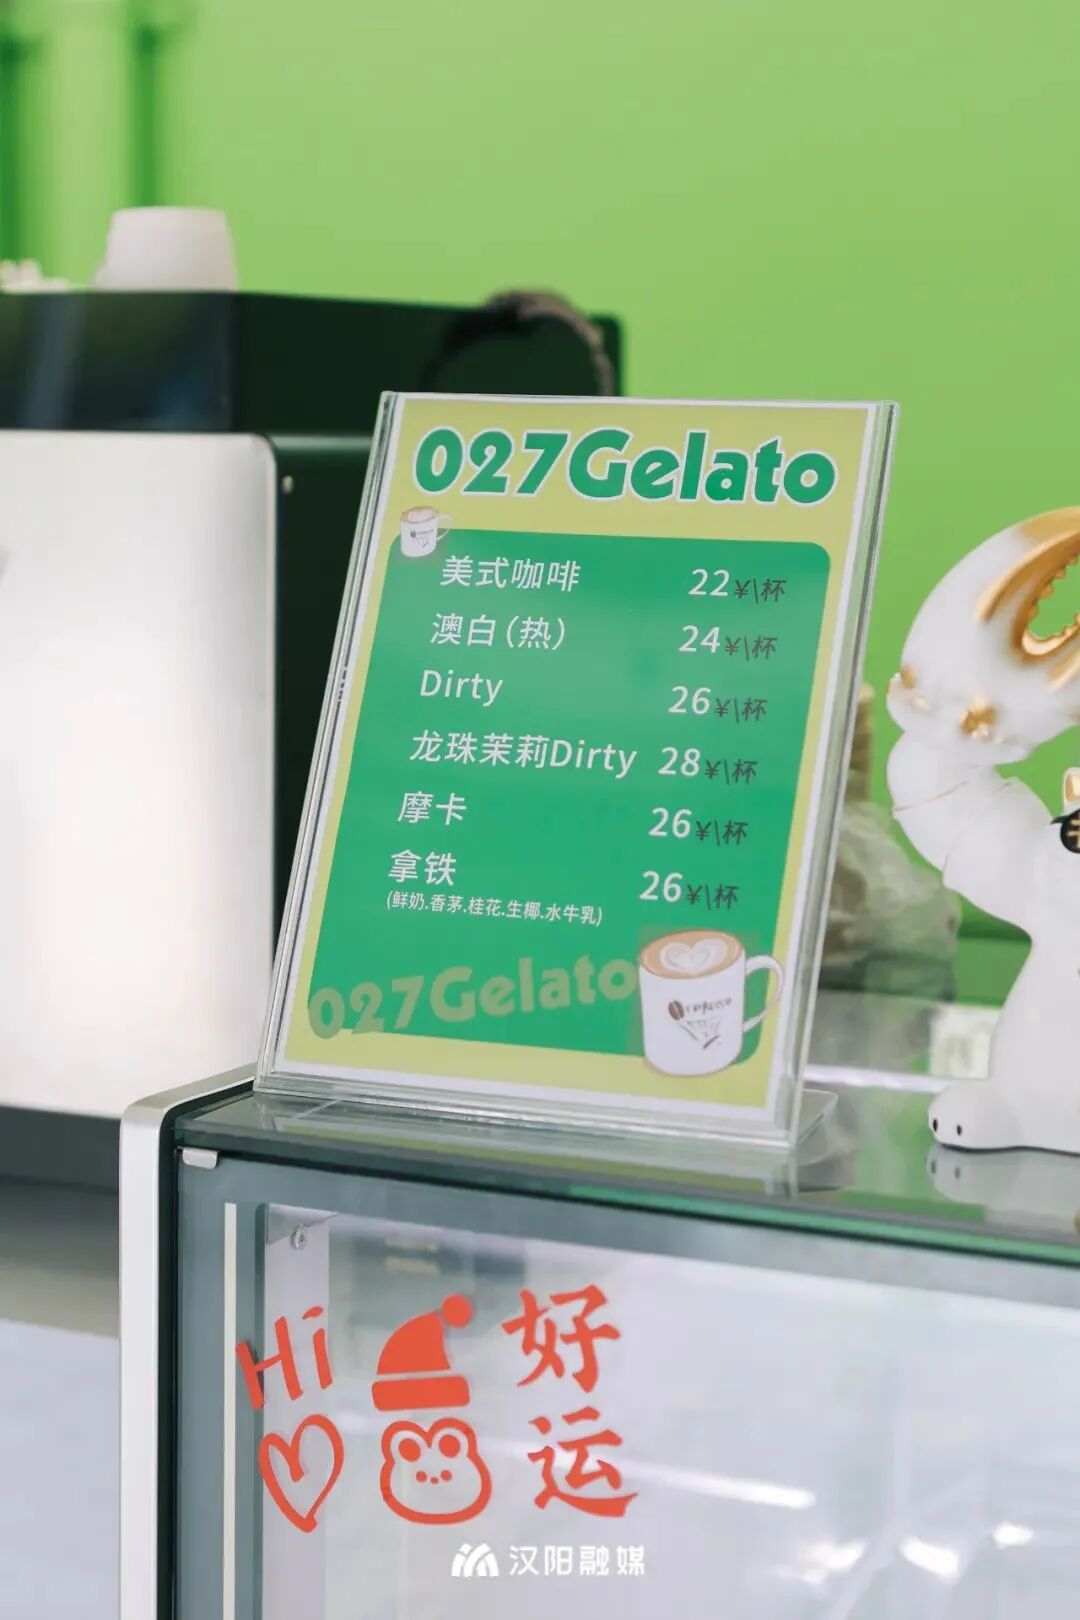 027Gelato
美式咖啡 22¥\杯
澳白(热) 24¥\杯
Dirty 26¥\杯
龙珠茉莉Dirty 28¥\杯
摩卡 26¥\杯
拿铁 26¥\杯
(鲜奶.香茅.桂花.生椰.水牛乳)
027Gelato
Hi
好运
汉阳融媒